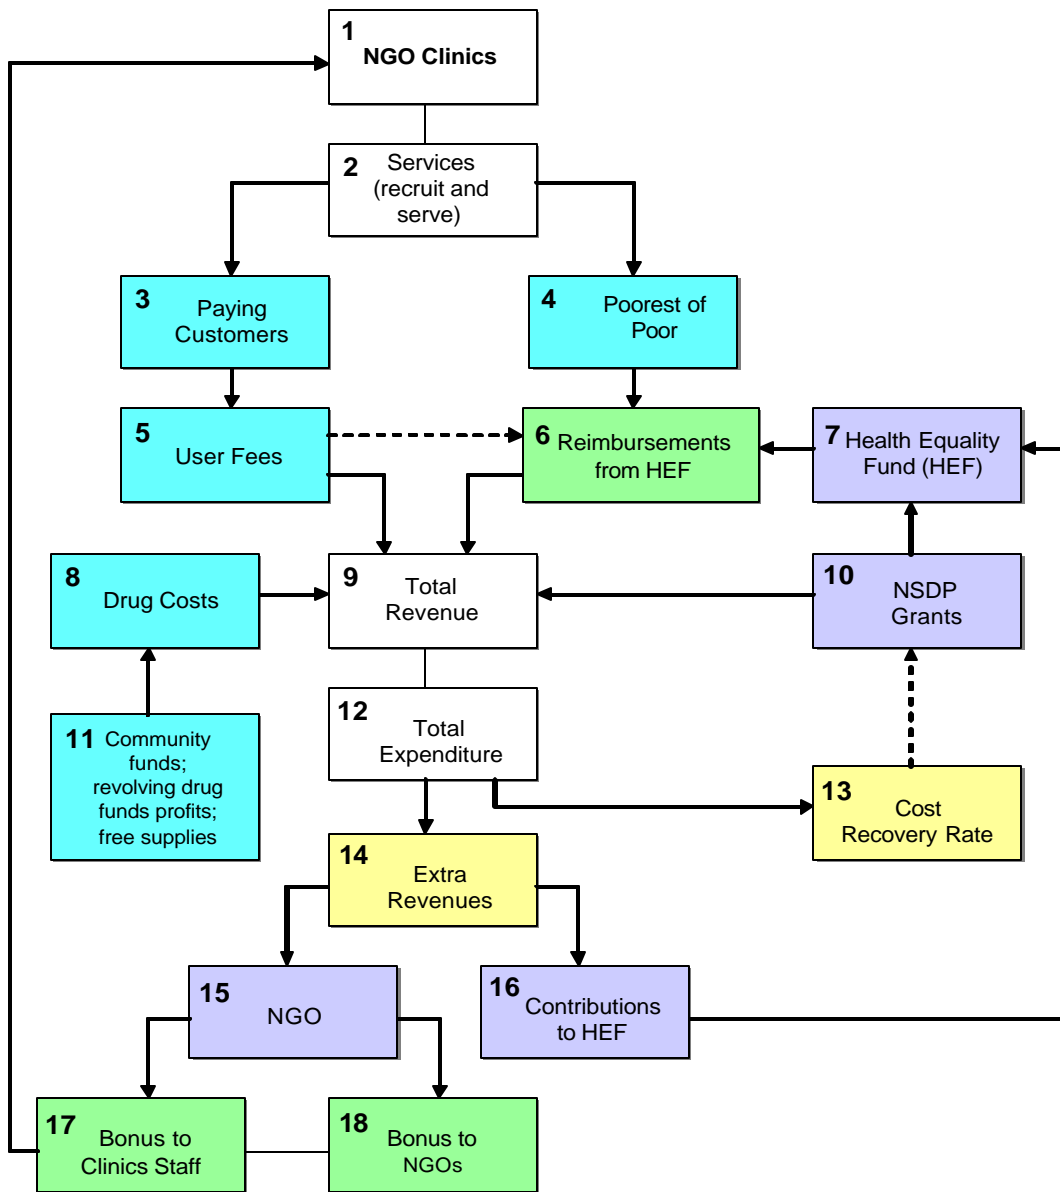 1
NGO Clinics
2
Services
(recruit and
serve)
3
Paying
Customers
4
Poorest of
Poor
5
User Fees
6
Reimbursements
from HEF
7
Health Equality
Fund (HEF)
8
Drug Costs
9
Total
Revenue
10
NSDP
Grants
11
Community
funds;
revolving drug
funds profits;
free supplies
12
Total
Expenditure
13
Cost
Recovery Rate
14
Extra
Revenues
15
NGO
16
Contributions
to HEF
17
Bonus to
Clinics Staff
18
Bonus to
NGOs